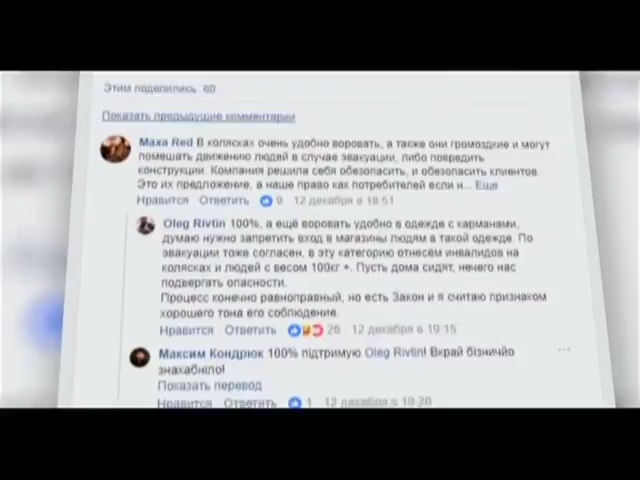 Этим поделились 60
Показать предыдущие комментарии
Maxa Red В колясках очень удобно воровать, а также они громоздкие и могут
помешать движению людей в случае эвакуации, либо повредить
конструкции. Компания решила себя обезопасить, и обезопасить клиентов.
Это их предложение, а наше право как потребителей если н... Еще
Нравится Ответить 9 12 декабря в 18:51
Oleg Rivtin 100%, а ещё воровать удобно в одежде с карманами,
думаю нужно запретить вход в магазины людям в такой одежде. По
эвакуации тоже согласен, в эту категорию отнесём инвалидов на
колясках и людей с весом 100кг +. Пусть дома сидят, нечего нас
подвергать опасности.
Процесс конечно равноправный, но есть Закон и я считаю признаком
хорошего тона его соблюдение.
Нравится Ответить 26 12 декабря в 19:15
Максим Кондрюк 100% підтримую Oleg Rivtin! Вкрай бізничйо
знахабніло!
Показать перевод
Нравится Ответить 1 12 декабря в 19:20